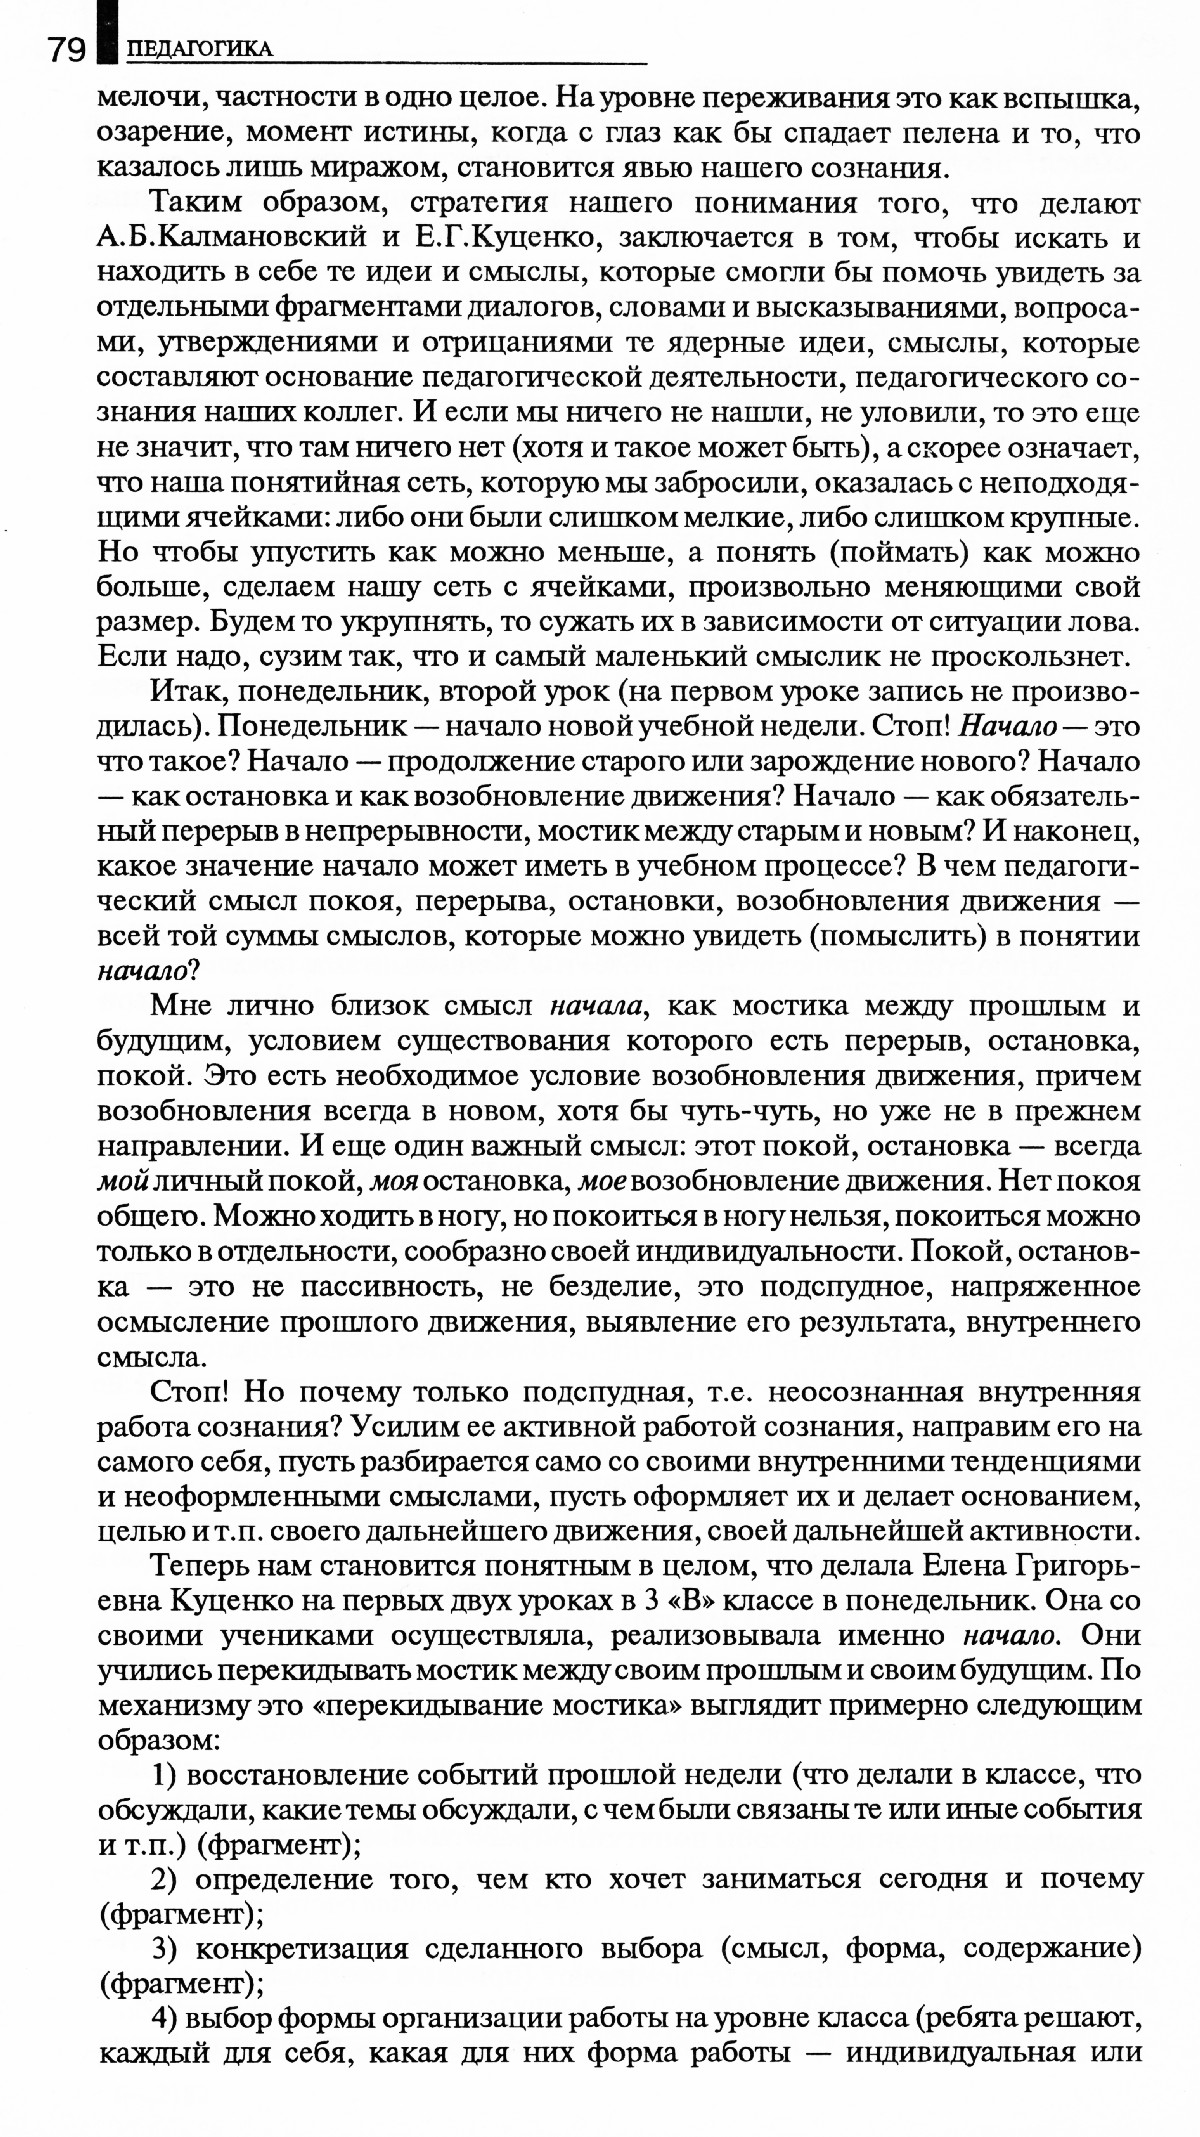 79 ПЕДАГОГИКА
мелочи, частности в одно целое. На уровне переживания это как вспышка,
озарение, момент истины, когда с глаз как бы спадает пелена и то, что
казалось лишь миражом, становится явью нашего сознания.
Таким образом, стратегия нашего понимания того, что делают
А.Б.Калмановский и Е.Г.Куценко, заключается в том, чтобы искать и
находить в себе те идеи и смыслы, которые смогли бы помочь увидеть за
отдельными фрагментами диалогов, словами и высказываниями, вопроса-
ми, утверждениями и отрицаниями те ядерные идеи, смыслы, которые
составляют основание педагогической деятельности, педагогического со-
знания наших коллег. И если мы ничего не нашли, не уловили, то это еще
не значит, что там ничего нет (хотя и такое может быть), а скорее означает,
что наша понятийная сеть, которую мы забросили, оказалась с неподходя-
щими ячейками: либо они были слишком мелкие, либо слишком крупные.
Но чтобы упустить как можно меньше, а понять (поймать) как можно
больше, сделаем нашу сеть с ячейками, произвольно меняющими свой
размер. Будем то укрупнять, то сужать их в зависимости от ситуации лова.
Если надо, сузим так, что и самый маленький смыслик не проскользнет.
Итак, понедельник, второй урок (на первом уроке запись не произво-
дилась). Понедельник — начало новой учебной недели. Стоп! Начало — это
что такое? Начало — продолжение старого или зарождение нового? Начало
— как остановка и как возобновление движения? Начало — как обязатель-
ный перерыв в непрерывности, мостик между старым и новым? И наконец,
какое значение начало может иметь в учебном процессе? В чем педагоги-
ческий смысл покоя, перерыва, остановки, возобновления движения —
всей той суммы смыслов, которые можно увидеть (помыслить) в понятии
начало?
Мне лично близок смысл начала, как мостика между прошлым и
будущим, условием существования которого есть перерыв, остановка,
покой. Это есть необходимое условие возобновления движения, причем
возобновления всегда в новом, хотя бы чуть-чуть, но уже не в прежнем
направлении. И еще один важный смысл: этот покой, остановка — всегда
мой личный покой, моя остановка, мое возобновление движения. Нет покоя
общего. Можно ходить в ногу, но покоиться в ногу нельзя, покоиться можно
только в отдельности, сообразно своей индивидуальности. Покой, останов-
ка — это не пассивность, не безделие, это подспудное, напряженное
осмысление прошлого движения, выявление его результата, внутреннего
смысла.
Стоп! Но почему только подспудная, т.е. неосознанная внутренняя
работа сознания? Усилим ее активной работой сознания, направим его на
самого себя, пусть разбирается само со своими внутренними тенденциями
и неоформленными смыслами, пусть оформляет их и делает основанием,
целью и т.п. своего дальнейшего движения, своей дальнейшей активности.
Теперь нам становится понятным в целом, что делала Елена Григорь-
евна Куценко на первых двух уроках в 3 «В» классе в понедельник. Она со
своими учениками осуществляла, реализовывала именно начало. Они
учились перекидывать мостик между своим прошлым и своим будущим. По
механизму это «перекидывание мостика» выглядит примерно следующим
образом:
1) восстановление событий прошлой недели (что делали в классе, что
обсуждали, какие темы обсуждали, с чем были связаны те или иные события
и т.п.) (фрагмент);
2) определение того, чем кто хочет заниматься сегодня и почему
(фрагмент);
3) конкретизация сделанного выбора (смысл, форма, содержание)
(фрагмент);
4) выбор формы организации работы на уровне класса (ребята решают,
каждый для себя, какая для них форма работы — индивидуальная или